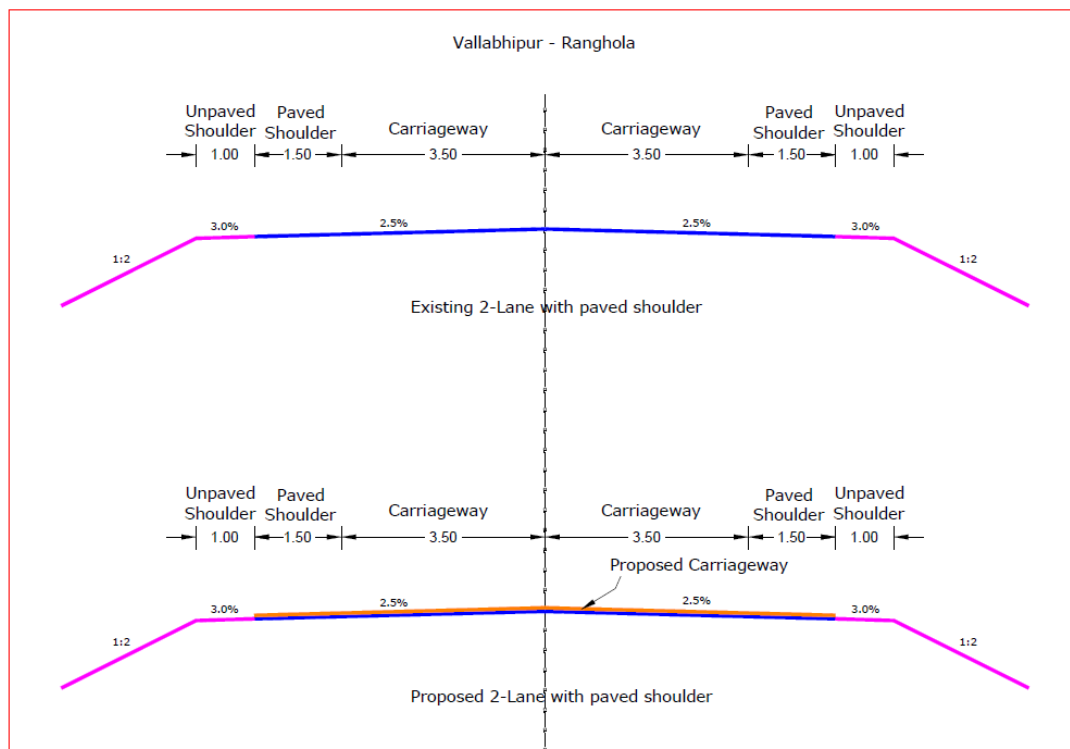 Vallabhipur - Ranghola
Unpaved Shoulder
Paved Shoulder
Carriageway
Carriageway
Paved Shoulder
Unpaved Shoulder
1.00
1.50
3.50
3.50
1.50
1.00
3.0%
2.5%
2.5%
3.0%
1:2
1:2
Existing 2-Lane with paved shoulder
Unpaved Shoulder
Paved Shoulder
Carriageway
Carriageway
Paved Shoulder
Unpaved Shoulder
1.00
1.50
3.50
3.50
1.50
1.00
Proposed Carriageway
3.0%
2.5%
2.5%
3.0%
1:2
1:2
Proposed 2-Lane with paved shoulder